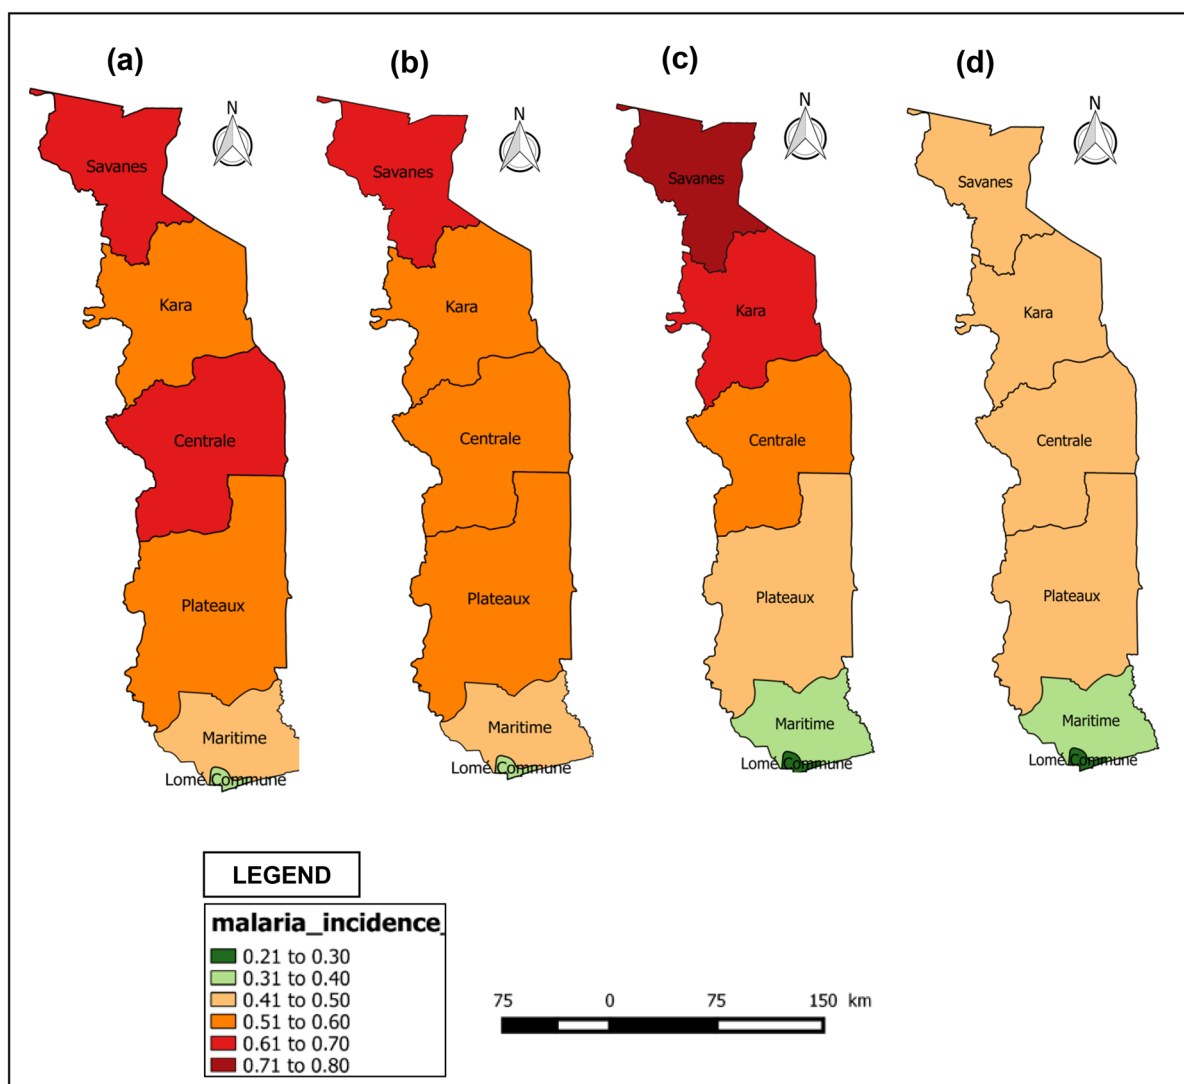 (a)
(b)
(c)
(d)
N
N
N
N
Savanes
Savanes
Savanes
Savanes
Kara
Kara
Kara
Kara
Centrale
Centrale
Centrale
Centrale
Plateaux
Plateaux
Plateaux
Plateaux
Maritime
Maritime
Maritime
Maritime
Lomé Commune
Lomé Commune
Lomé Commune
Lomé Commune
LEGEND
malaria_incidence_
0.21 to 0.30
0.31 to 0.40
0.41 to 0.50
0.51 to 0.60
0.61 to 0.70
0.71 to 0.80
75 0 75 150 km